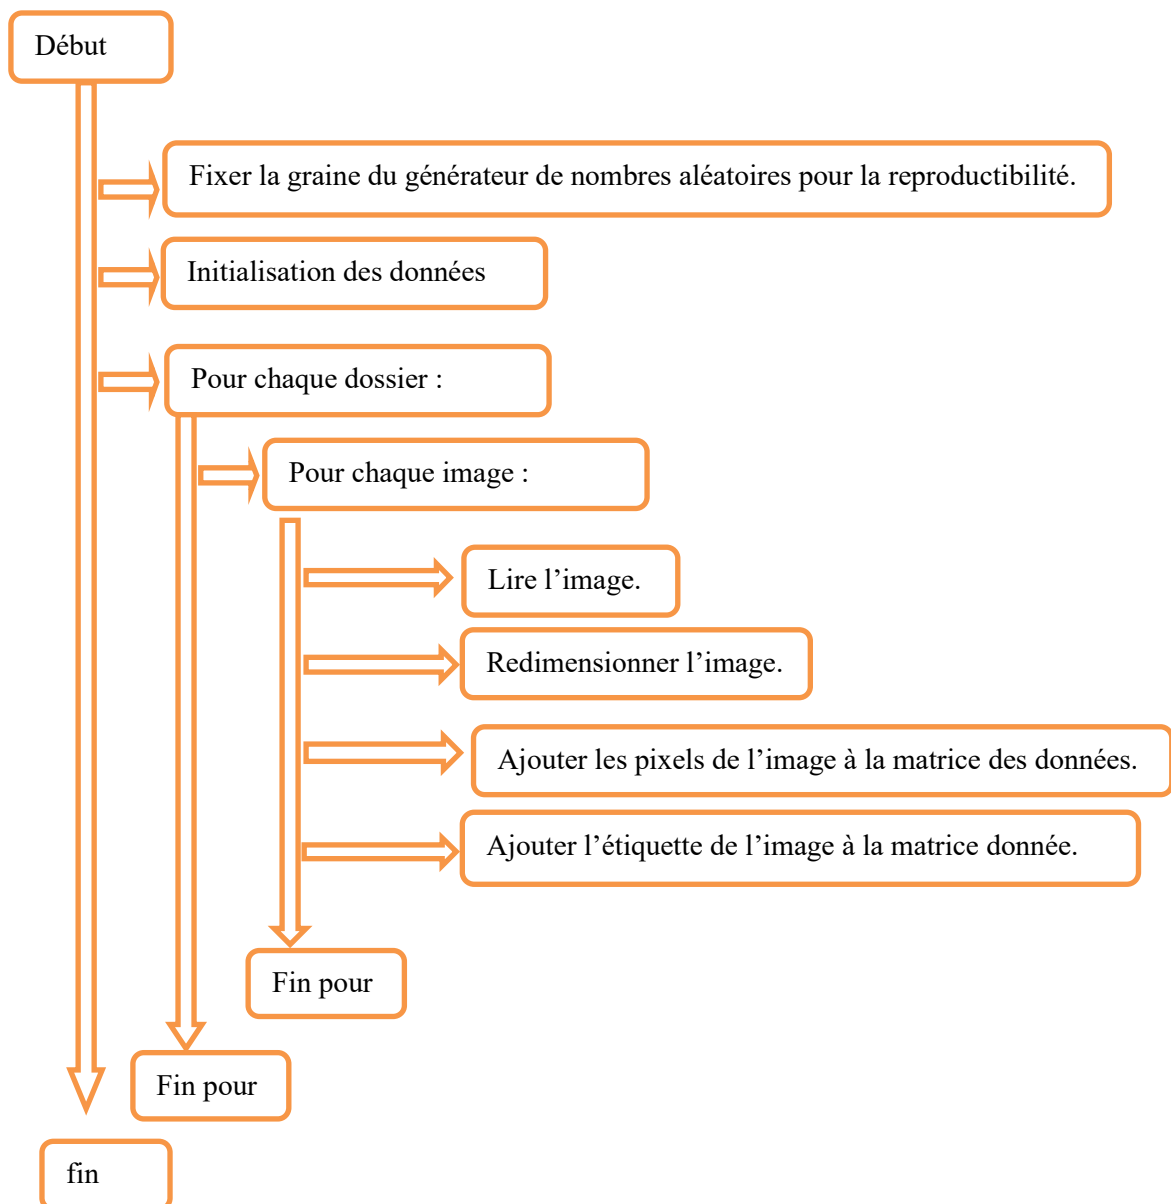 Début
Fixer la graine du générateur de nombres aléatoires pour la reproductibilité.
Initialisation des données
Pour chaque dossier :
Pour chaque image :
Lire l’image.
Redimensionner l’image.
Ajouter les pixels de l’image à la matrice des données.
Ajouter l’étiquette de l’image à la matrice donnée.
Fin pour
Fin pour
fin